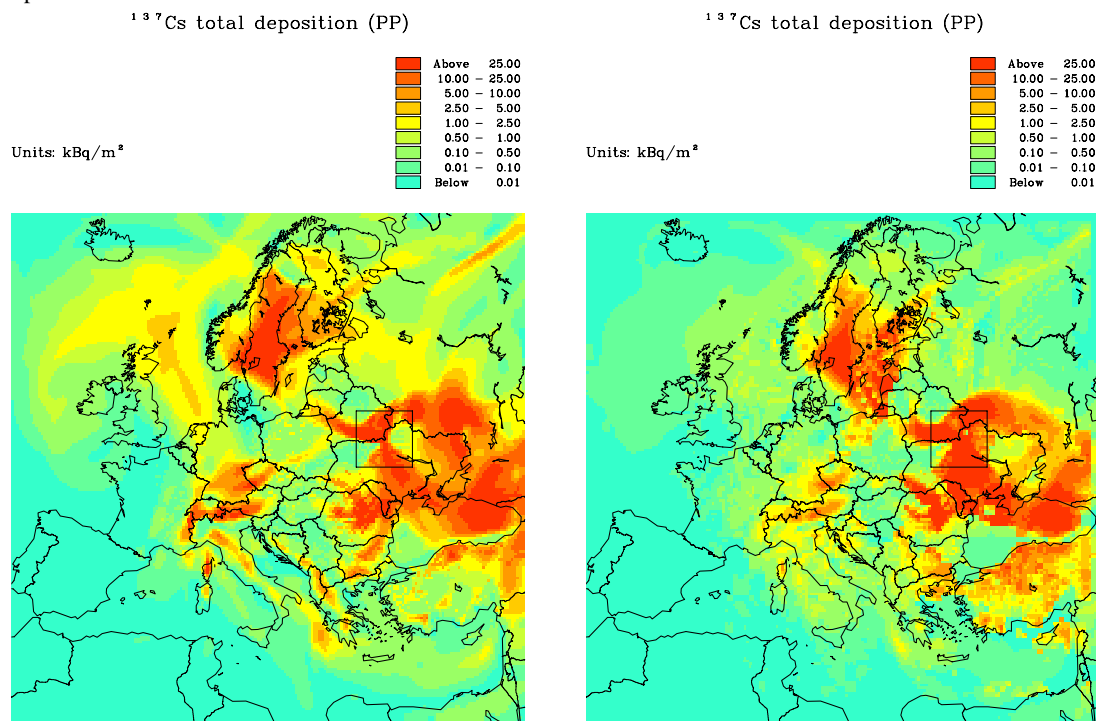 ¹³⁷Cs total deposition (PP)
Above 25.00
10.00 – 25.00
5.00 – 10.00
2.50 – 5.00
1.00 – 2.50
0.50 – 1.00
0.10 – 0.50
0.01 – 0.10
Below 0.01
Units: kBq/m²
¹³⁷Cs total deposition (PP)
Above 25.00
10.00 – 25.00
5.00 – 10.00
2.50 – 5.00
1.00 – 2.50
0.50 – 1.00
0.10 – 0.50
0.01 – 0.10
Below 0.01
Units: kBq/m²